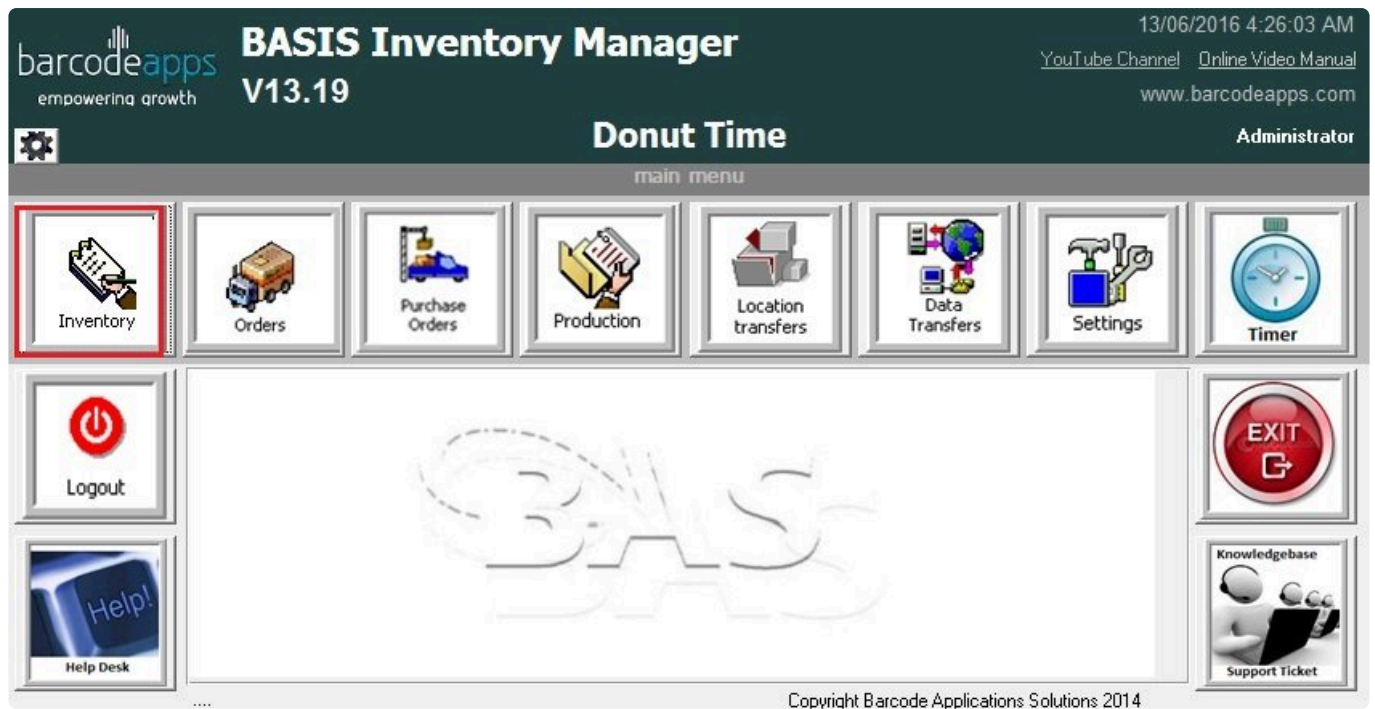 barcodeapps
empowering growth
BASIS Inventory Manager
V13.19
13/06/2016 4:26:03 AM
YouTube Channel Online Video Manual
www.barcodeapps.com
Donut Time
Administrator
main menu
Inventory
Orders
Purchase
Orders
Production
Location
transfers
Data
Transfers
Settings
Timer
Logout
BAS
EXIT
Help!
Help Desk
Knowledgebase
Support Ticket
....
Copyright Barcode Applications Solutions 2014